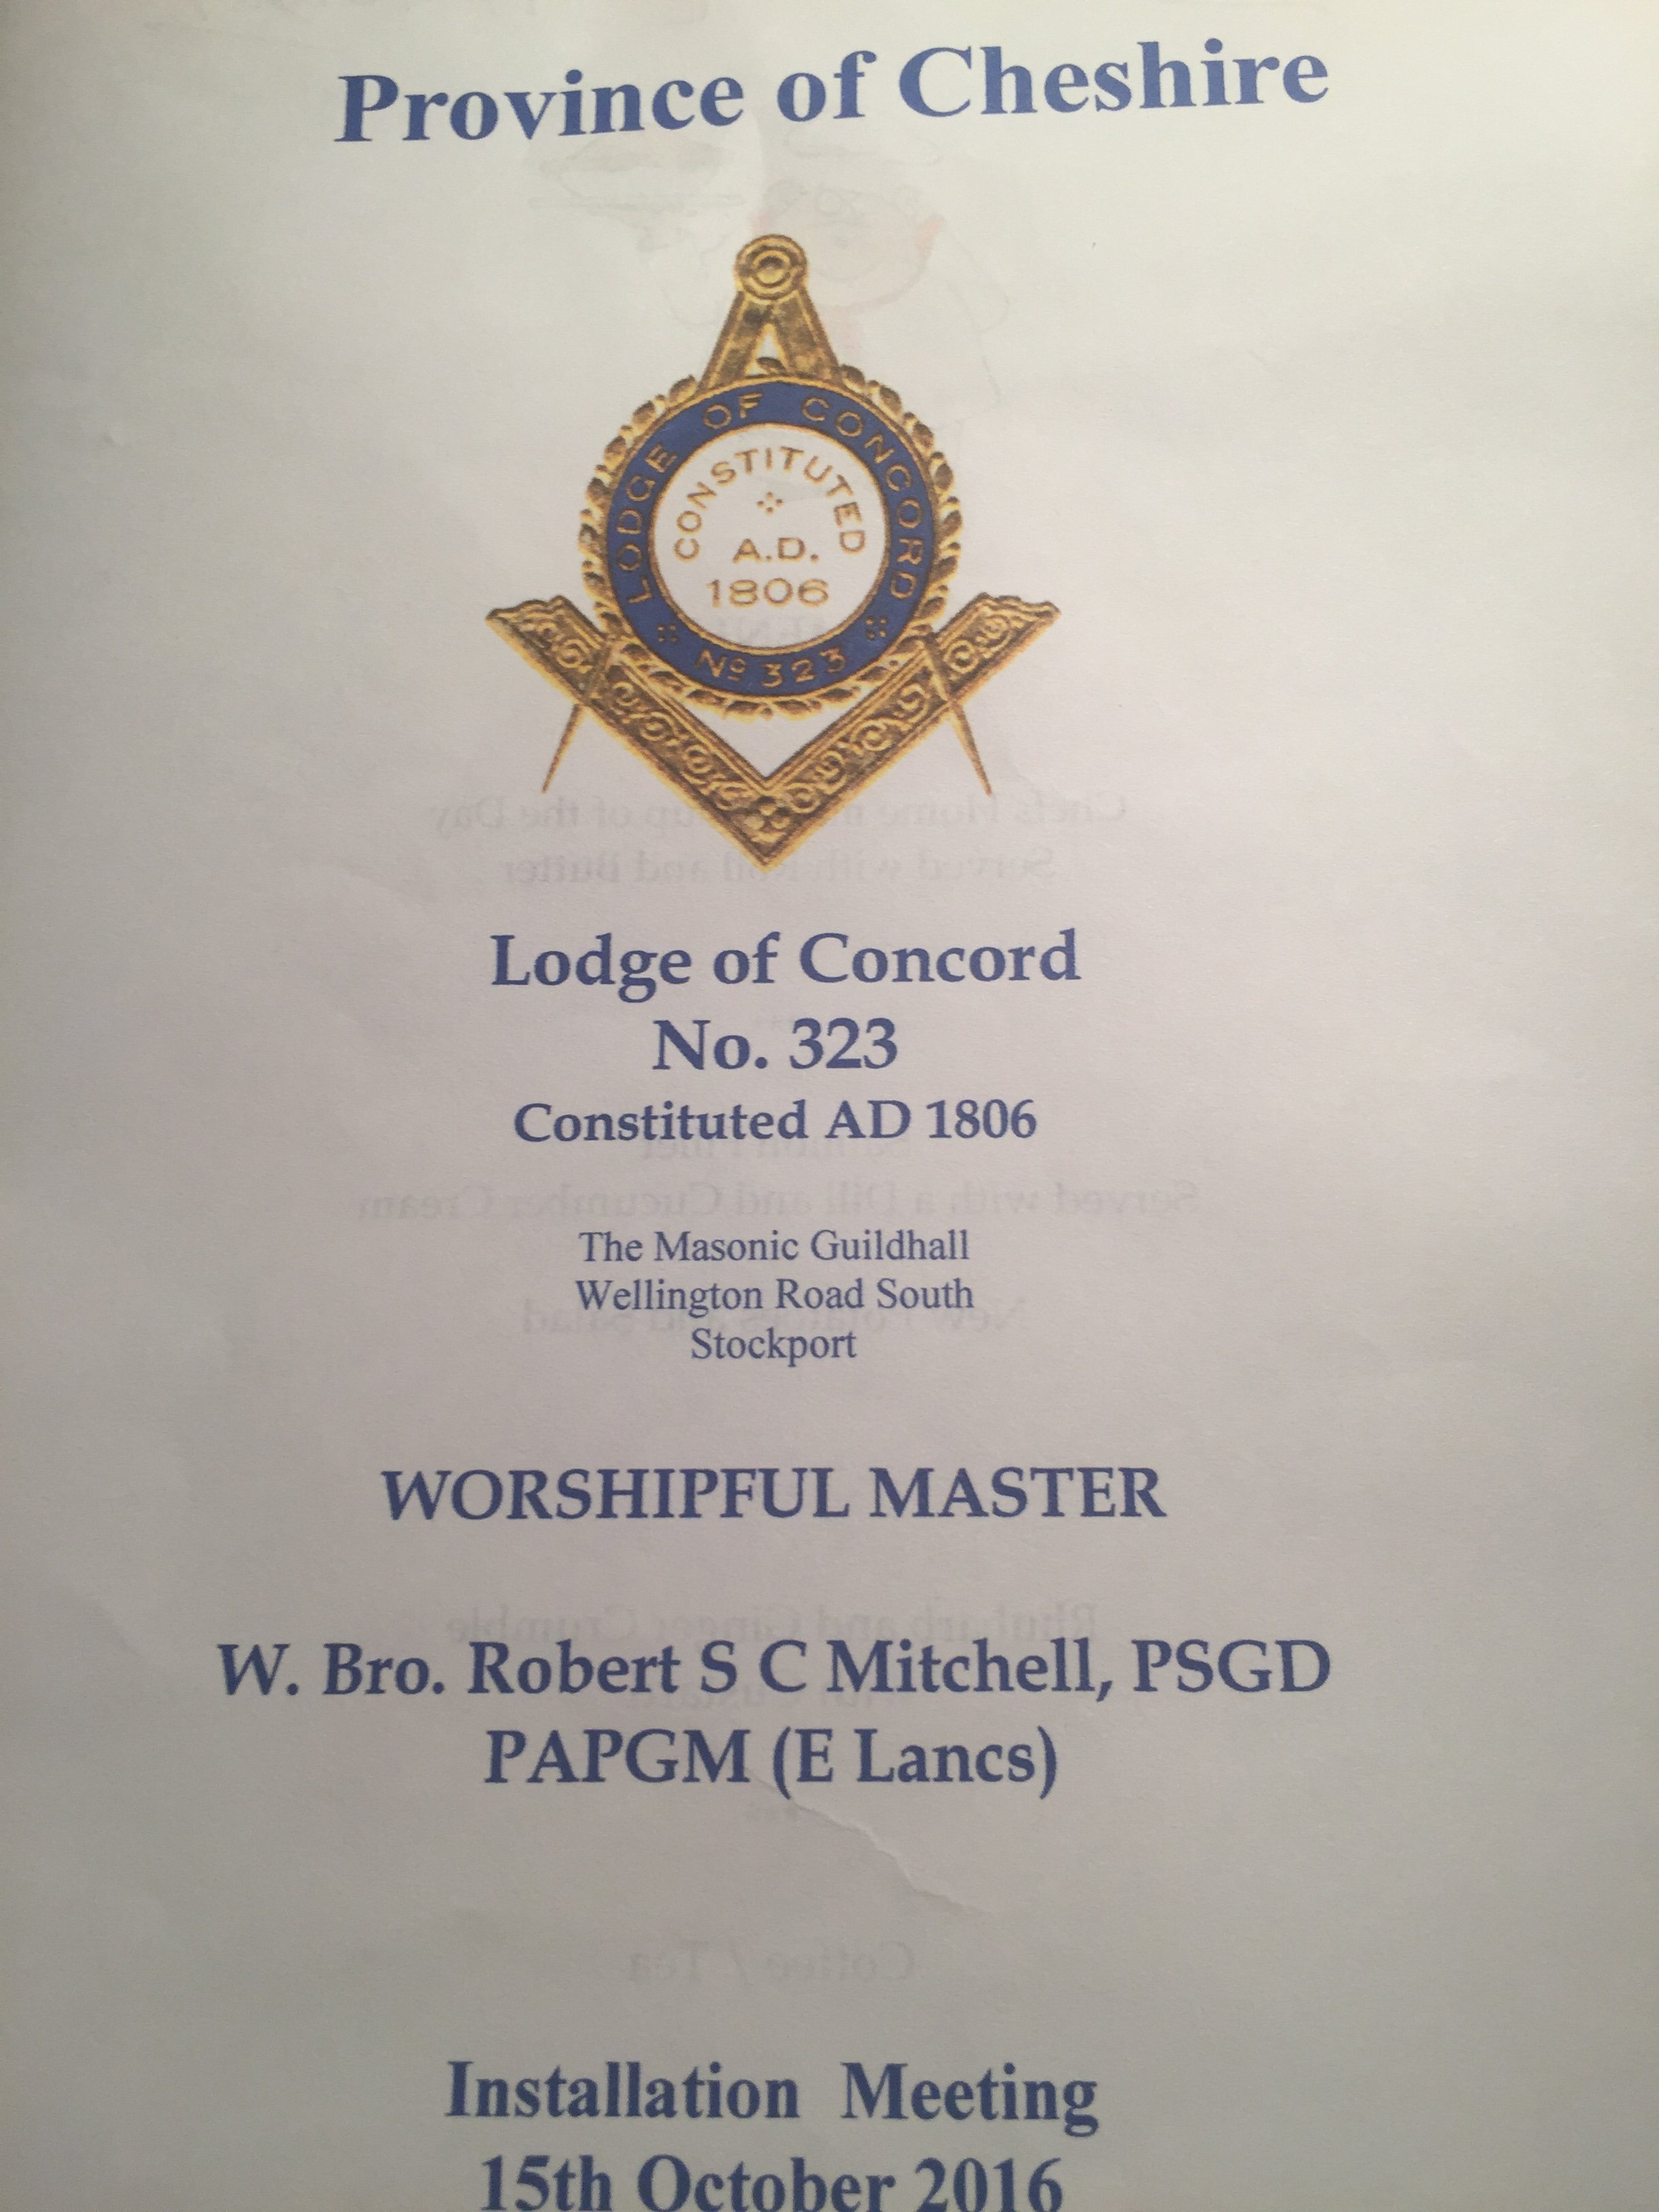 Province of Cheshire
LODGE OF CONCORD
CONSTITUTED
A.D.
1806
No 323
Lodge of Concord
No. 323
Constituted AD 1806
The Masonic Guildhall
Wellington Road South
Stockport
WORSHIPFUL MASTER
W. Bro. Robert S C Mitchell, PSGD
PAPGM (E Lancs)
Installation Meeting
15th October 2016